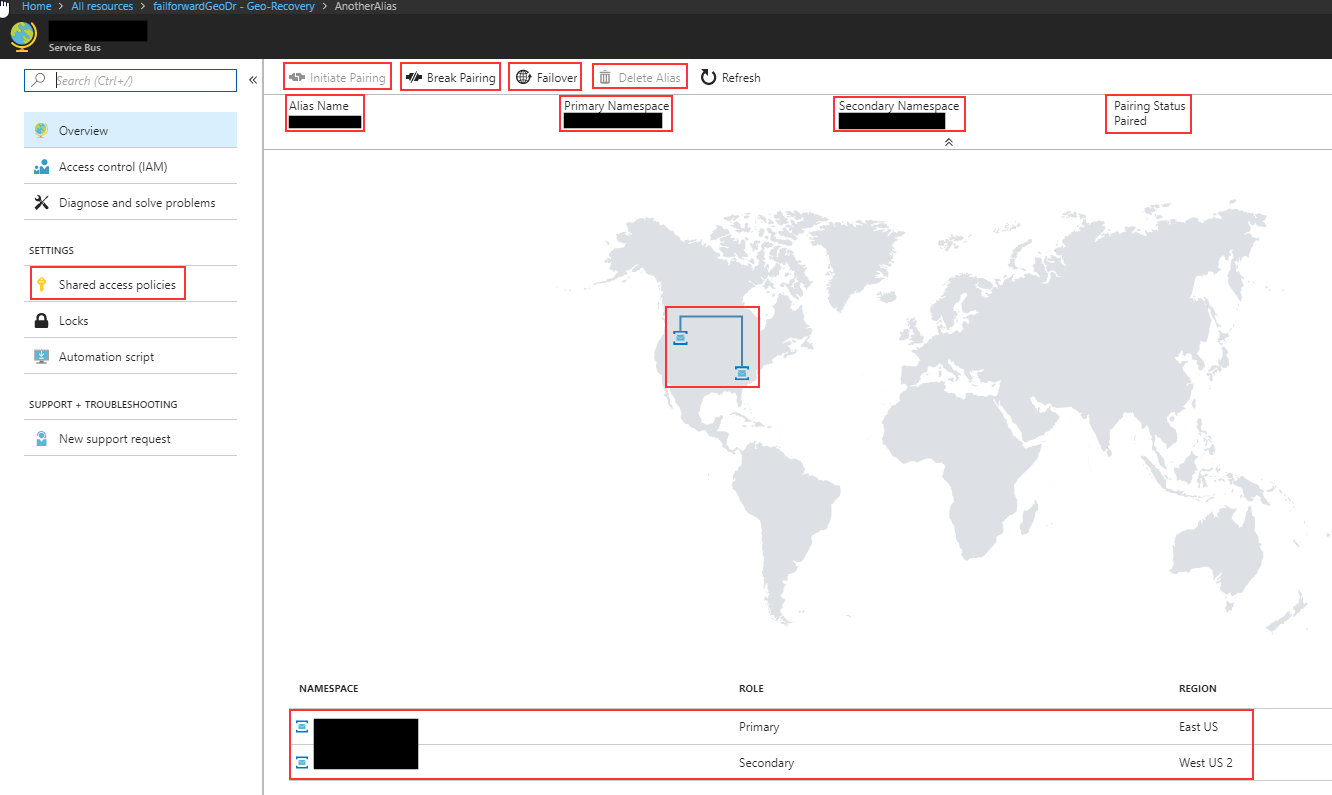 Home > All resources > failforwardGeoDr - Geo-Recovery > AnotherAlias
Service Bus
Search (Ctrl+/)
«
Overview
Access control (IAM)
Diagnose and solve problems
SETTINGS
Shared access policies
Locks
Automation script
SUPPORT + TROUBLESHOOTING
New support request
Initiate Pairing Break Pairing Failover Delete Alias Refresh
Alias Name Primary Namespace Secondary Namespace Pairing Status
Paired
NAMESPACE ROLE REGION
Primary East US
Secondary West US 2